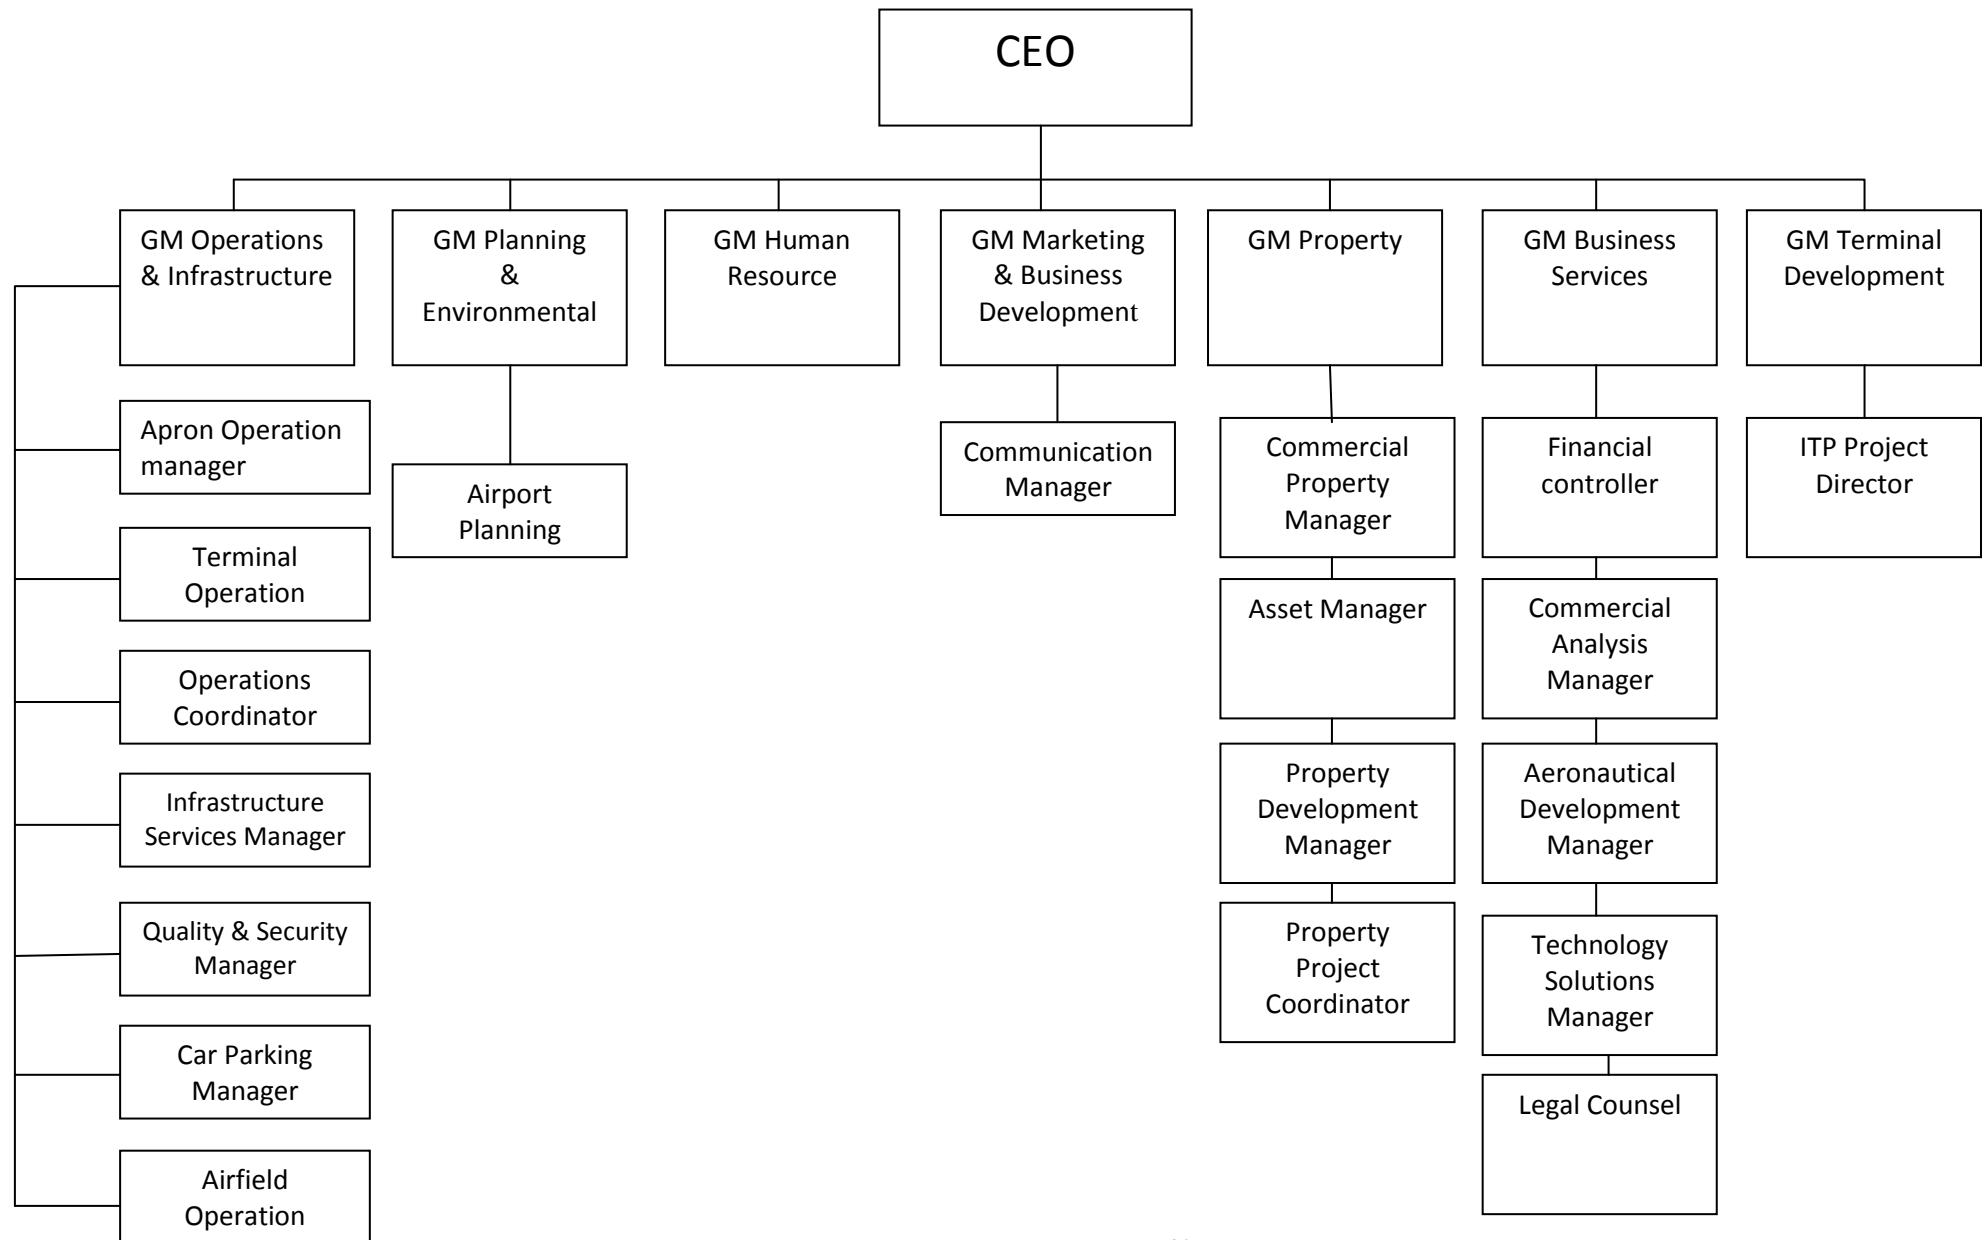 CEO
GM Operations
& Infrastructure
GM Planning
&
Environmental
GM Human
Resource
GM Marketing
& Business
Development
GM Property
GM Business
Services
GM Terminal
Development
Apron Operation
manager
Terminal
Operation
Operations
Coordinator
Infrastructure
Services Manager
Quality & Security
Manager
Car Parking
Manager
Airfield
Operation
Airport
Planning
Communication
Manager
Commercial
Property
Manager
Asset Manager
Property
Development
Manager
Property
Project
Coordinator
Financial
controller
Commercial
Analysis
Manager
Aeronautical
Development
Manager
Technology
Solutions
Manager
Legal Counsel
ITP Project
Director